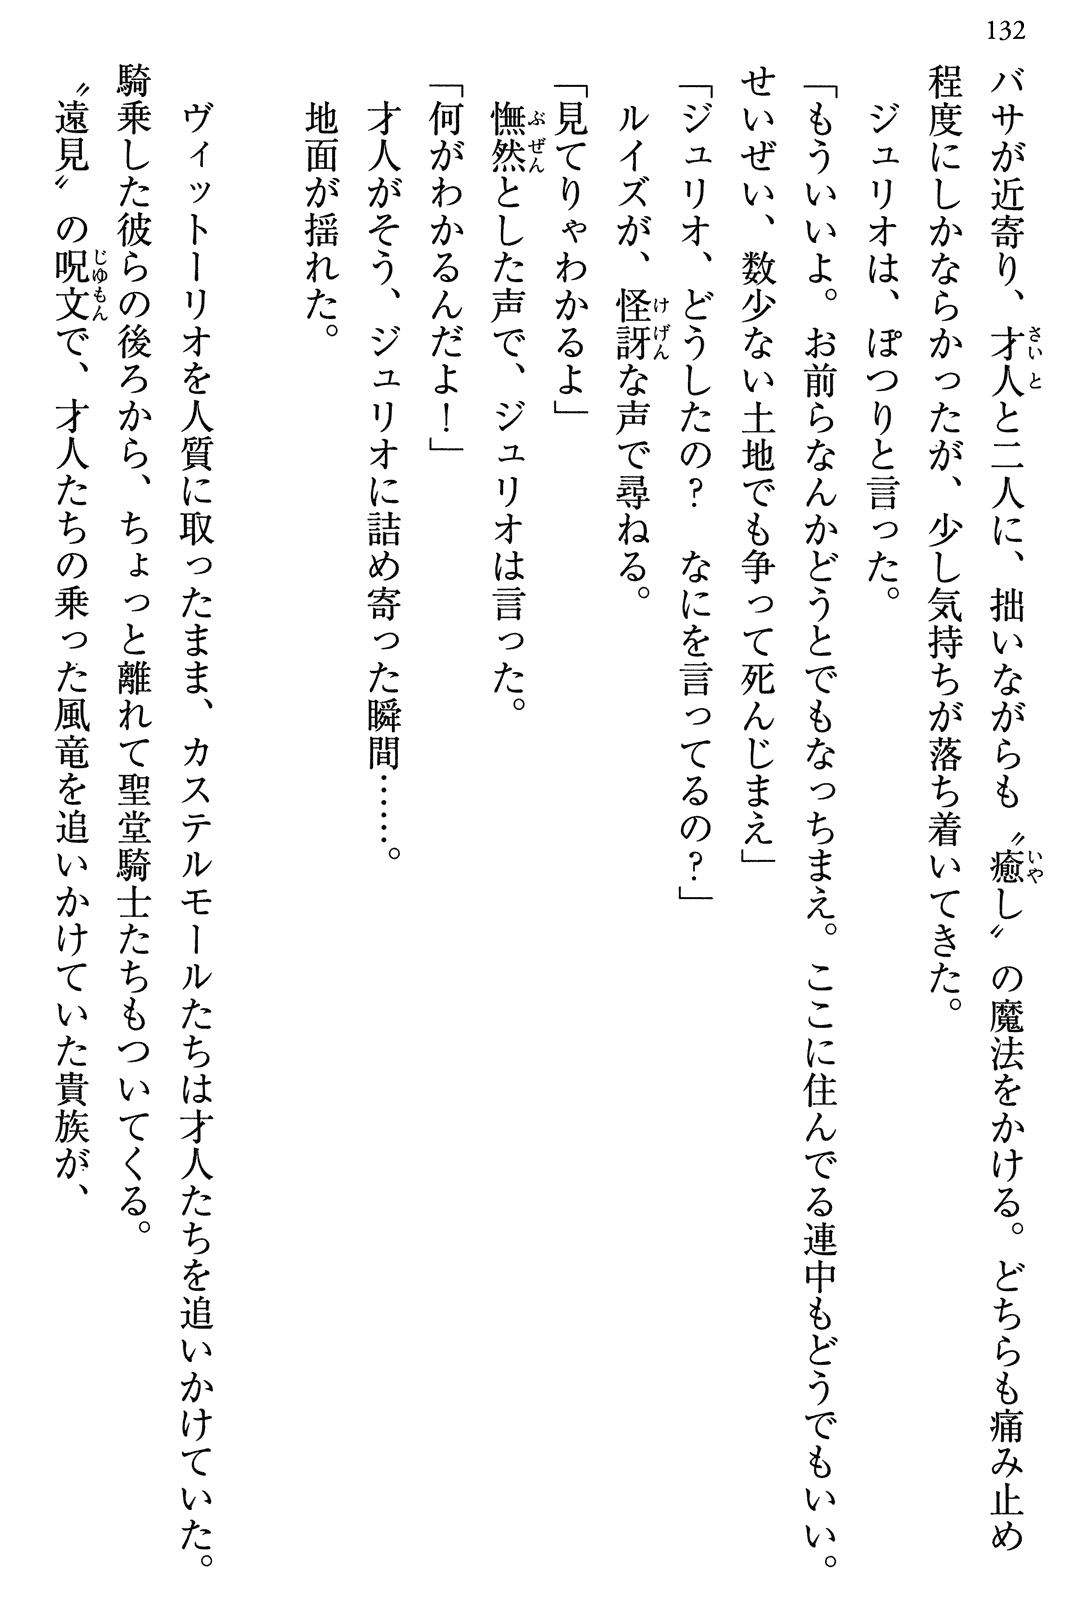 132
バサが近寄り、才人と二人に、拙いながらも〝癒し〟の魔法をかける。どちらも痛み止め
程度にしかならかったが、少し気持ちが落ち着いてきた。
ジュリオは、ぽつりと言った。
「もういいよ。お前らなんかどうとでもなっちまえ。ここに住んでる連中もどうでもいい。
せいぜい、数少ない土地でも争って死んじまえ」
「ジュリオ、どうしたの？　なにを言ってるの？」
ルイズが、怪訝な声で尋ねる。
「見てりゃわかるよ」
憮然とした声で、ジュリオは言った。
「何がわかるんだよ！」
才人がそう、ジュリオに詰め寄った瞬間……。
地面が揺れた。
ヴィットーリオを人質に取ったまま、カステルモールたちは才人たちを追いかけていた。
騎乗した彼らの後ろから、ちょっと離れて聖堂騎士たちもついてくる。
〝遠見〟の呪文で、才人たちの乗った風竜を追いかけていた貴族が、